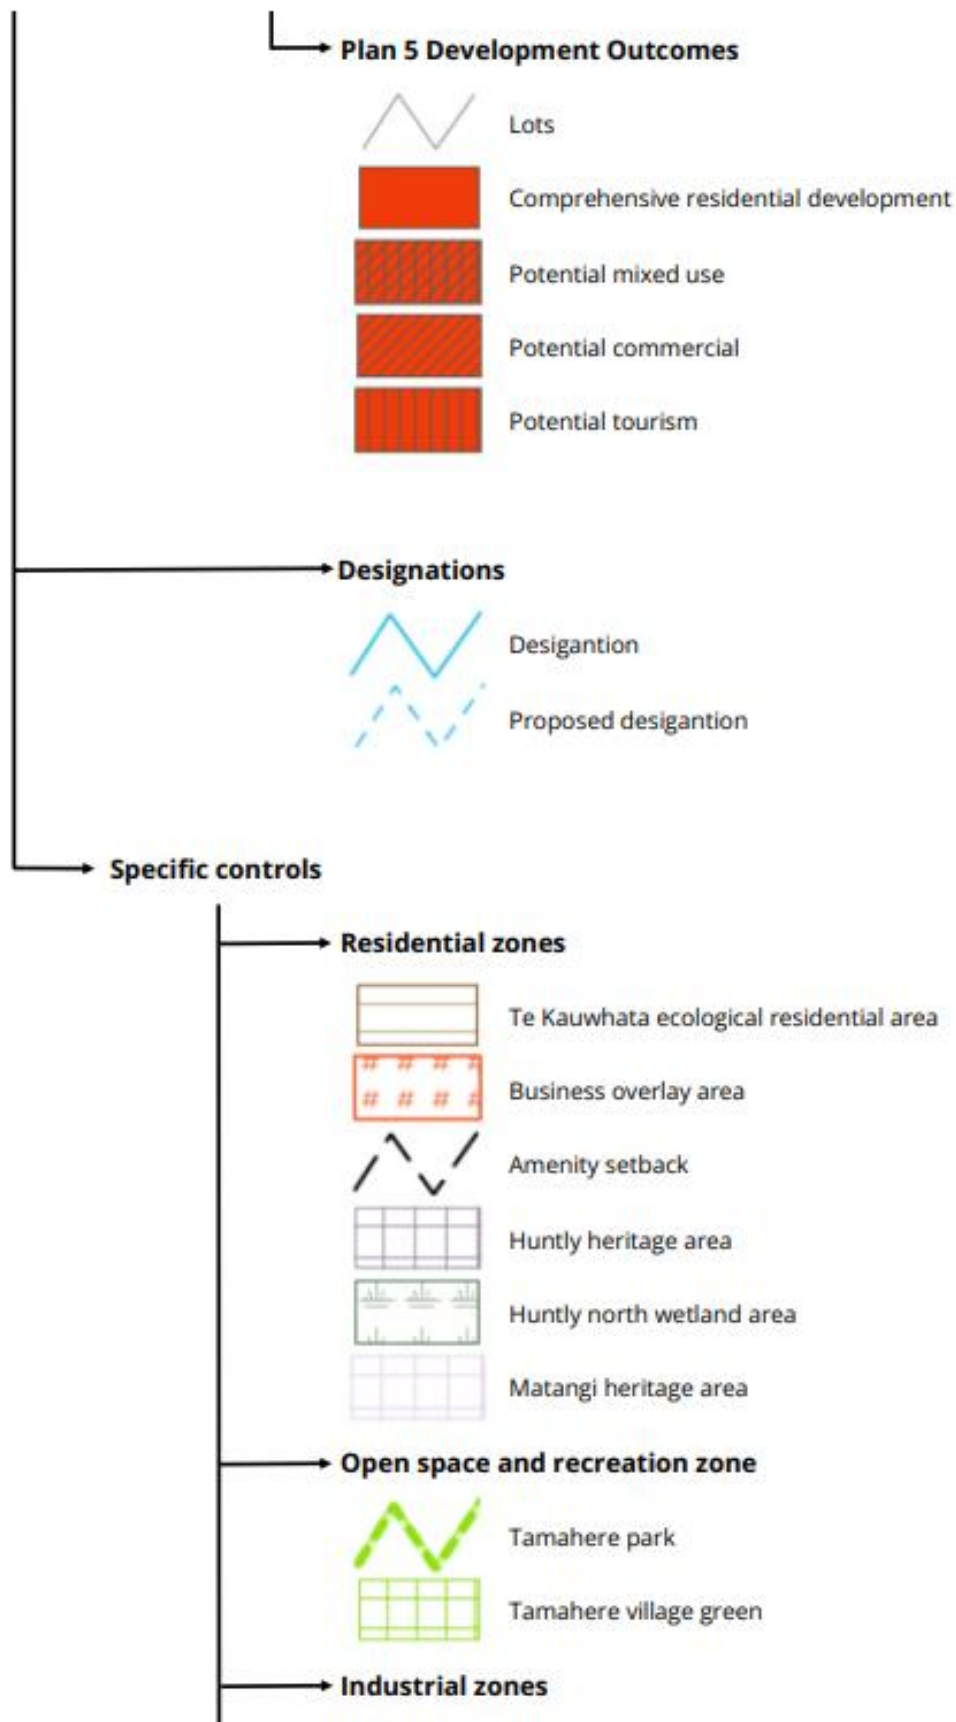 Plan 5 Development Outcomes
Lots
Comprehensive residential development
Potential mixed use
Potential commercial
Potential tourism
Designations
Desigantion
Proposed desigantion
Specific controls
Residential zones
Te Kauwhata ecological residential area
Business overlay area
Amenity setback
Huntly heritage area
Huntly north wetland area
Matangi heritage area
Open space and recreation zone
Tamahere park
Tamahere village green
Industrial zones